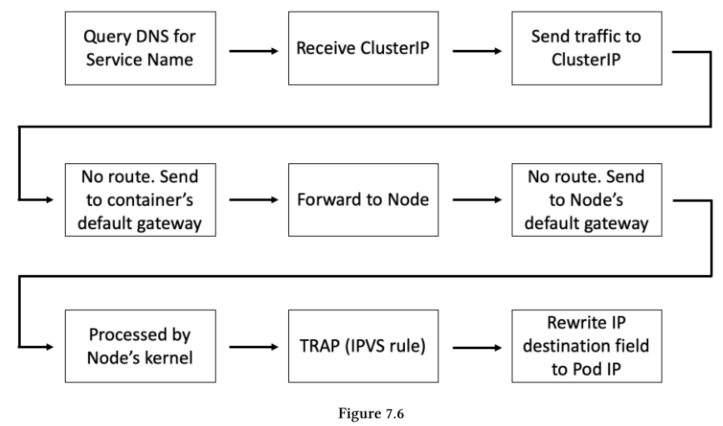 Query DNS for
Service Name
Receive ClusterIP
Send traffic to
ClusterIP
No route. Send
to container's
default gateway
Forward to Node
No route. Send
to Node's
default gateway
Processed by
Node's kernel
TRAP (IPVS rule)
Rewrite IP
destination field
to Pod IP
Figure 7.6